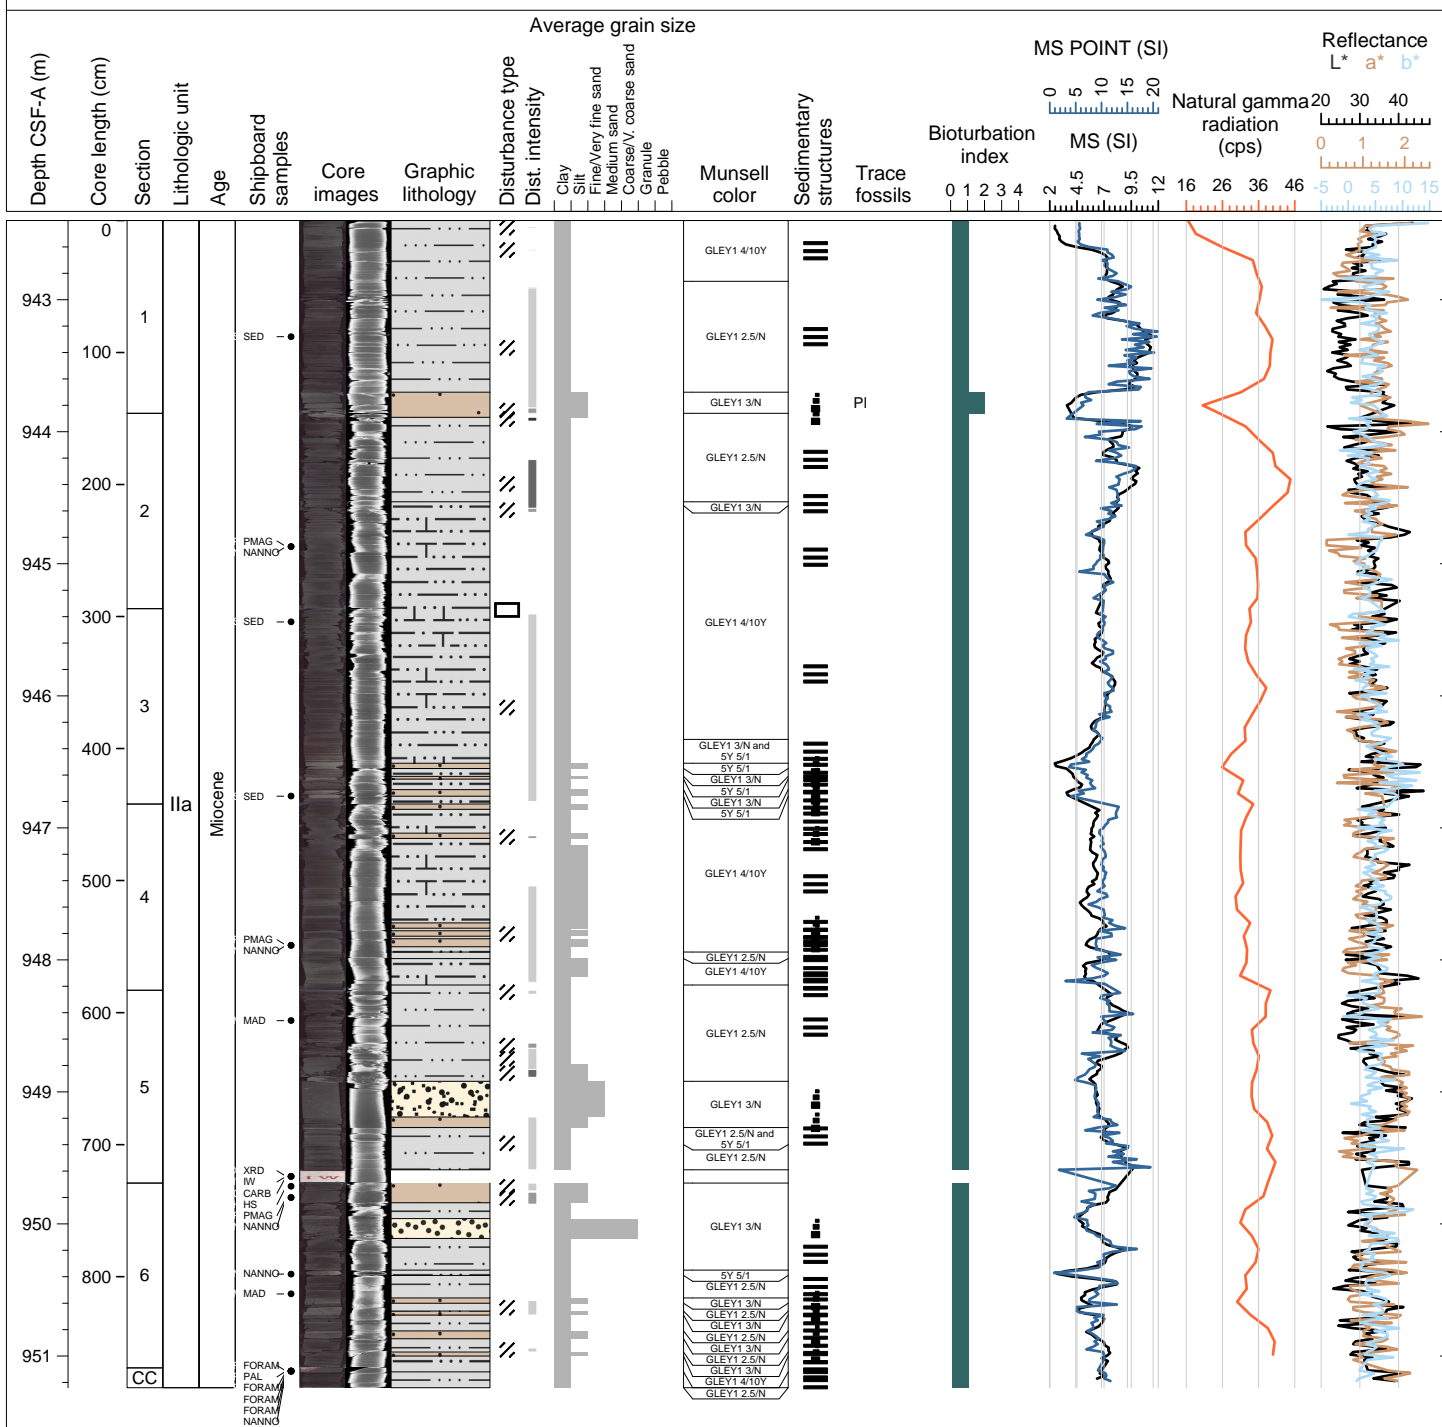 Average grain size
Depth CSF-A (m)
Core length (cm)
Section
Lithologic unit
Age
Shipboard
samples
Core
images
Graphic
lithology
Disturbance type
Dist. intensity
Clay
Silt
Fine/Very fine sand
Medium sand
Coarse/V. coarse sand
Granule
Pebble
Munsell
color
Sedimentary
structures
Trace
fossils
Bioturbation
index
0 1 2 3 4
MS POINT (SI)
0 5 10 15 20
MS (SI)
2 4.5 7 9.5 12
Natural gamma
radiation
(cps)
16 26 36 46
Reflectance
L* a* b*
20 30 40
0 1 2
-5 0 5 10 15
943
944
945
946
947
948
949
950
951
0
100
200
300
400
500
600
700
800
1
2
3
4
5
6
CC
IIa
Miocene
SED
PMAG
NANNO
SED
SED
PMAG
NANNO
MAD
XRD
IW
CARB
HS
PMAG
NANNO
NANNO
MAD
FORAM
PAL
FORAM
FORAM
FORAM
NANNO
IW
GLEY1 4/10Y
GLEY1 2.5/N
GLEY1 3/N
GLEY1 2.5/N
GLEY1 3/N
GLEY1 4/10Y
GLEY1 3/N and
5Y 5/1
5Y 5/1
GLEY1 3/N
5Y 5/1
GLEY1 3/N
5Y 5/1
GLEY1 4/10Y
GLEY1 2.5/N
GLEY1 4/10Y
GLEY1 2.5/N
GLEY1 3/N
GLEY1 2.5/N and
5Y 5/1
GLEY1 2.5/N
GLEY1 3/N
5Y 5/1
GLEY1 2.5/N
GLEY1 3/N
GLEY1 2.5/N
GLEY1 3/N
GLEY1 2.5/N
GLEY1 3/N
GLEY1 2.5/N
GLEY1 3/N
GLEY1 4/10Y
GLEY1 2.5/N
Pl